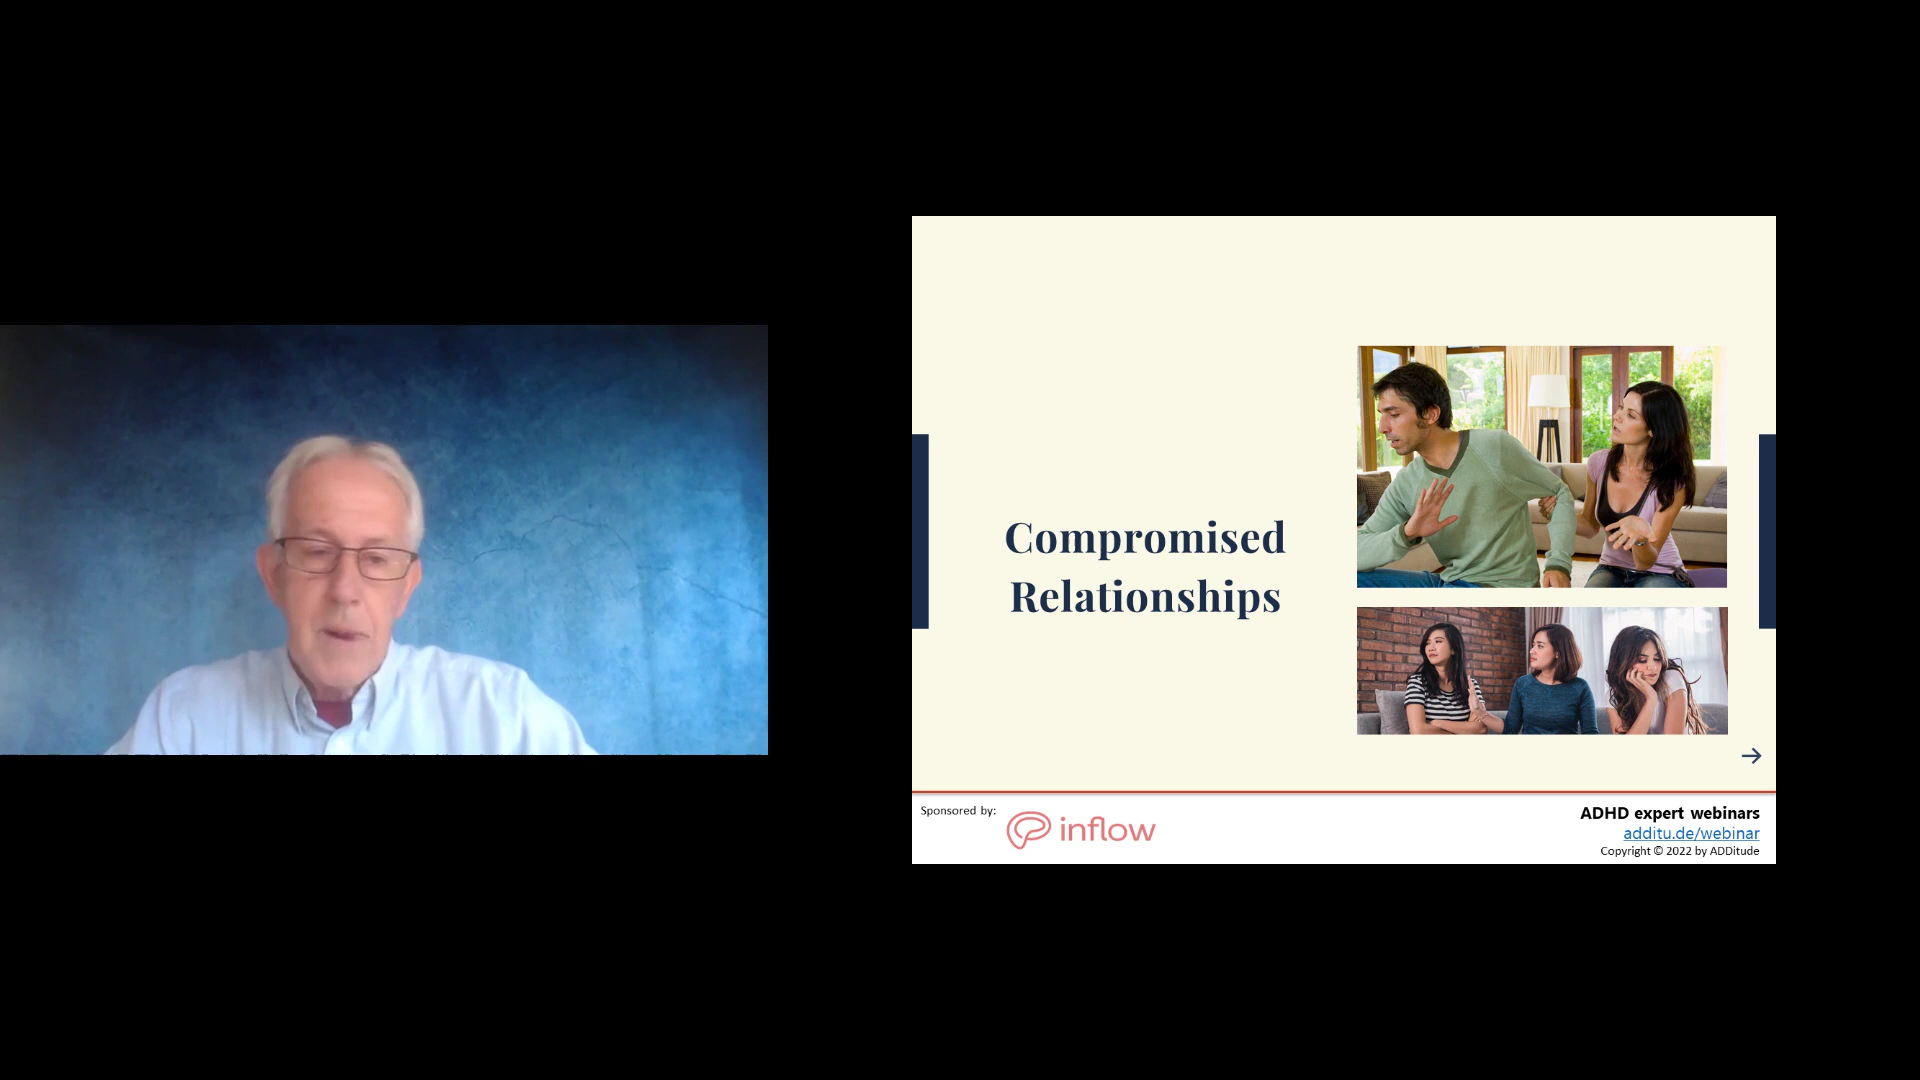 Compromised
Relationships
Sponsored by:
inflow
ADHD expert webinars
additu.de/webinar
Copyright © 2022 by ADDitude